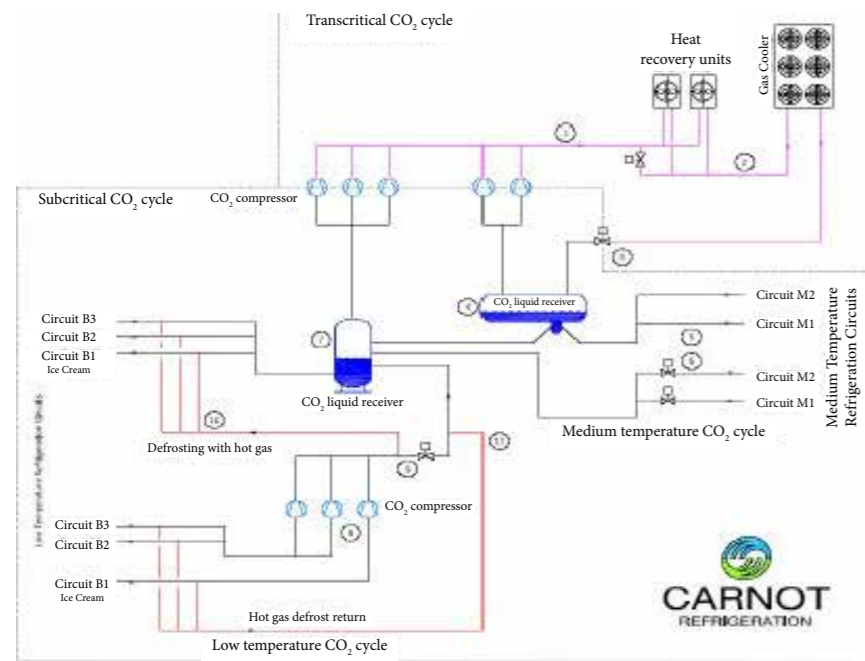 Transcritical CO₂ cycle
Heat
recovery units
Gas Cooler
1
2
Subcritical CO₂ cycle
CO₂ compressor
4
CO₂ liquid receiver
Circuit M2
Circuit M1
5
6
Circuit M2
Circuit M1
Medium Temperature
Refrigeration Circuits
Medium temperature CO₂ cycle
Circuit B3
Circuit B2
Circuit B1
Ice Cream
7
CO₂ liquid receiver
10
Defrosting with hot gas
11
Low Temperature Refrigeration Circuits
CO₂ compressor
8
Circuit B3
Circuit B2
Circuit B1
Ice Cream
Hot gas defrost return
Low temperature CO₂ cycle
CARNOT
REFRIGERATION